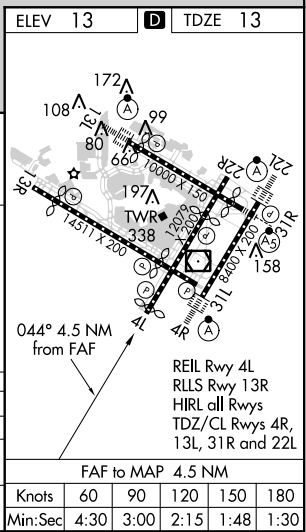 ELEV 13 D TDZE 13
172
A
108
99
13L
80
66
10000 X 150
22R
A
22L
13R
197
TWR
338
12079 X 200
P
31R
A5
14511 X 200
8400 X 200
158
P
P
P
31L
4L
4R
A
044° 4.5 NM
from FAF
REIL Rwy 4L
RLLS Rwy 13R
HIRL all Rwys
TDZ/CL Rwys 4R,
13L, 31R and 22L
FAF to MAP 4.5 NM
Knots 60 90 120 150 180
Min:Sec 4:30 3:00 2:15 1:48 1:30